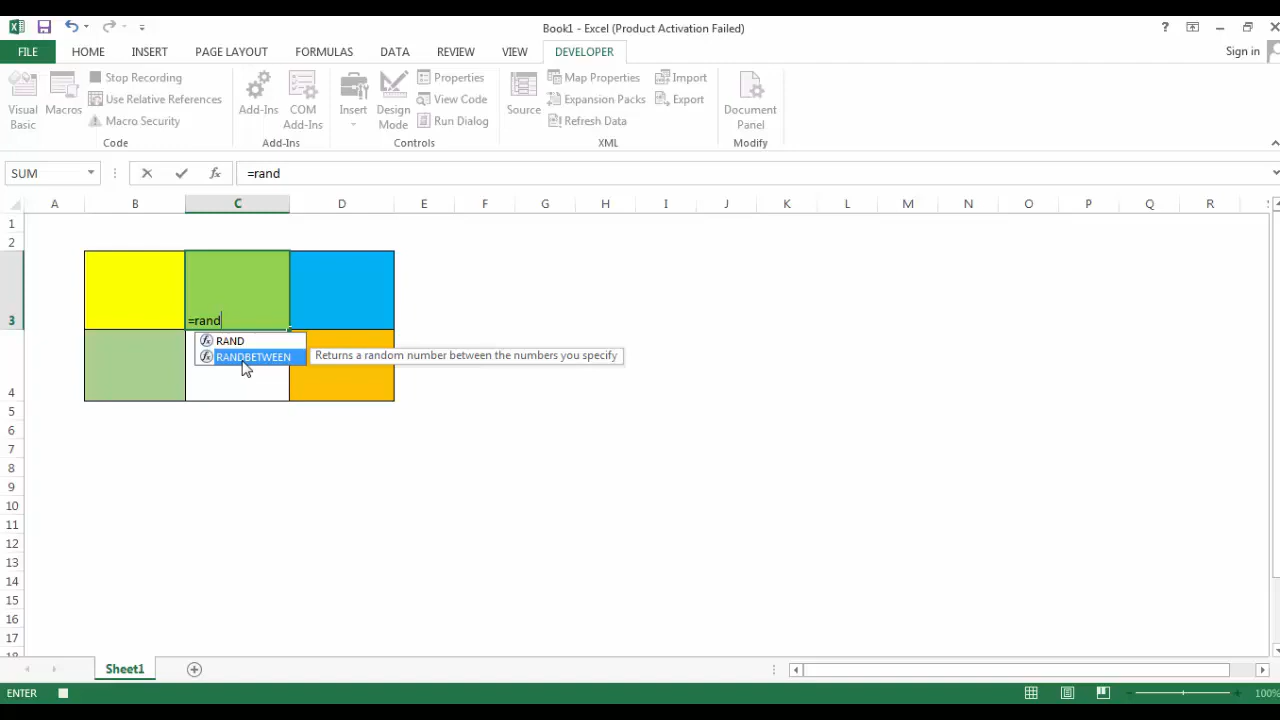 Book1 - Excel (Product Activation Failed)
?
FILE HOME INSERT PAGE LAYOUT FORMULAS DATA REVIEW VIEW DEVELOPER Sign in
Visual Basic
Macros
Stop Recording
Use Relative References
Macro Security
Code
Add-Ins
COM Add-Ins
Add-Ins
Insert
Design Mode
Properties
View Code
Run Dialog
Controls
Source
Map Properties
Expansion Packs
Refresh Data
Import
Export
XML
Document Panel
Modify
SUM fx =rand
A B C D E F G H I J K L M N O P Q R
1
2
3
=rand
RAND
RANDBETWEEN Returns a random number between the numbers you specify
4
5
6
7
8
9
10
11
12
13
14
15
16
17
18
Sheet1
ENTER 100%